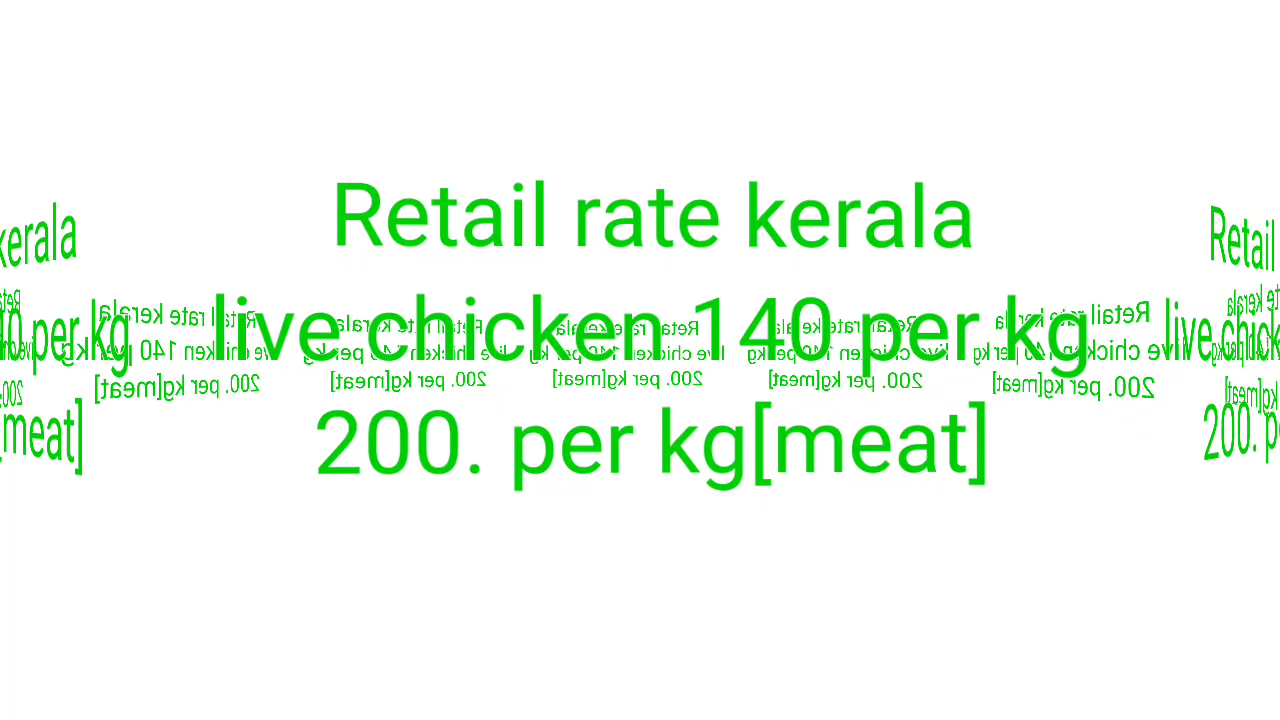 Retail rate kerala
live chicken 140 per kg
200. per kg[meat]